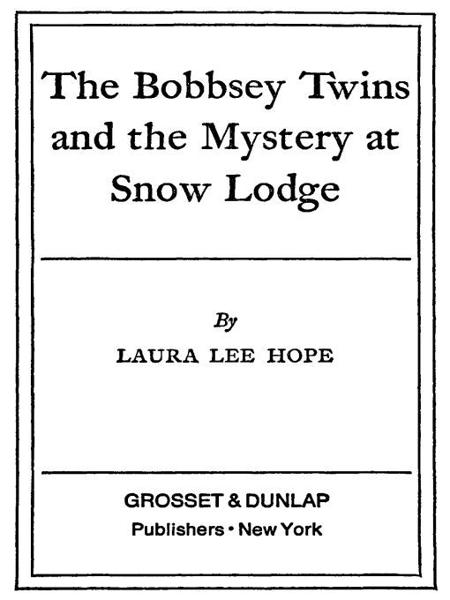 The Bobbsey Twins
and the Mystery at
Snow Lodge
By
LAURA LEE HOPE
GROSSET & DUNLAP
Publishers • New York